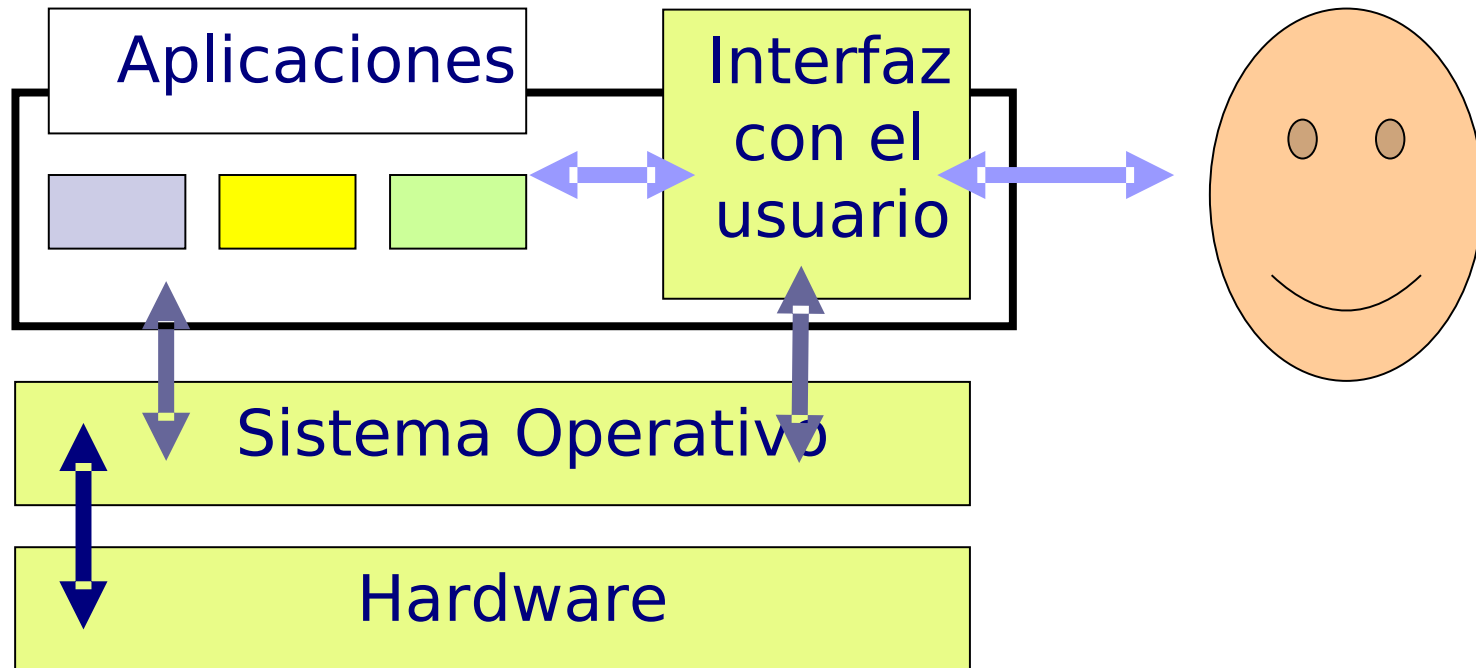 Aplicaciones
Interfaz
con el
usuario
Sistema Operativo
Hardware